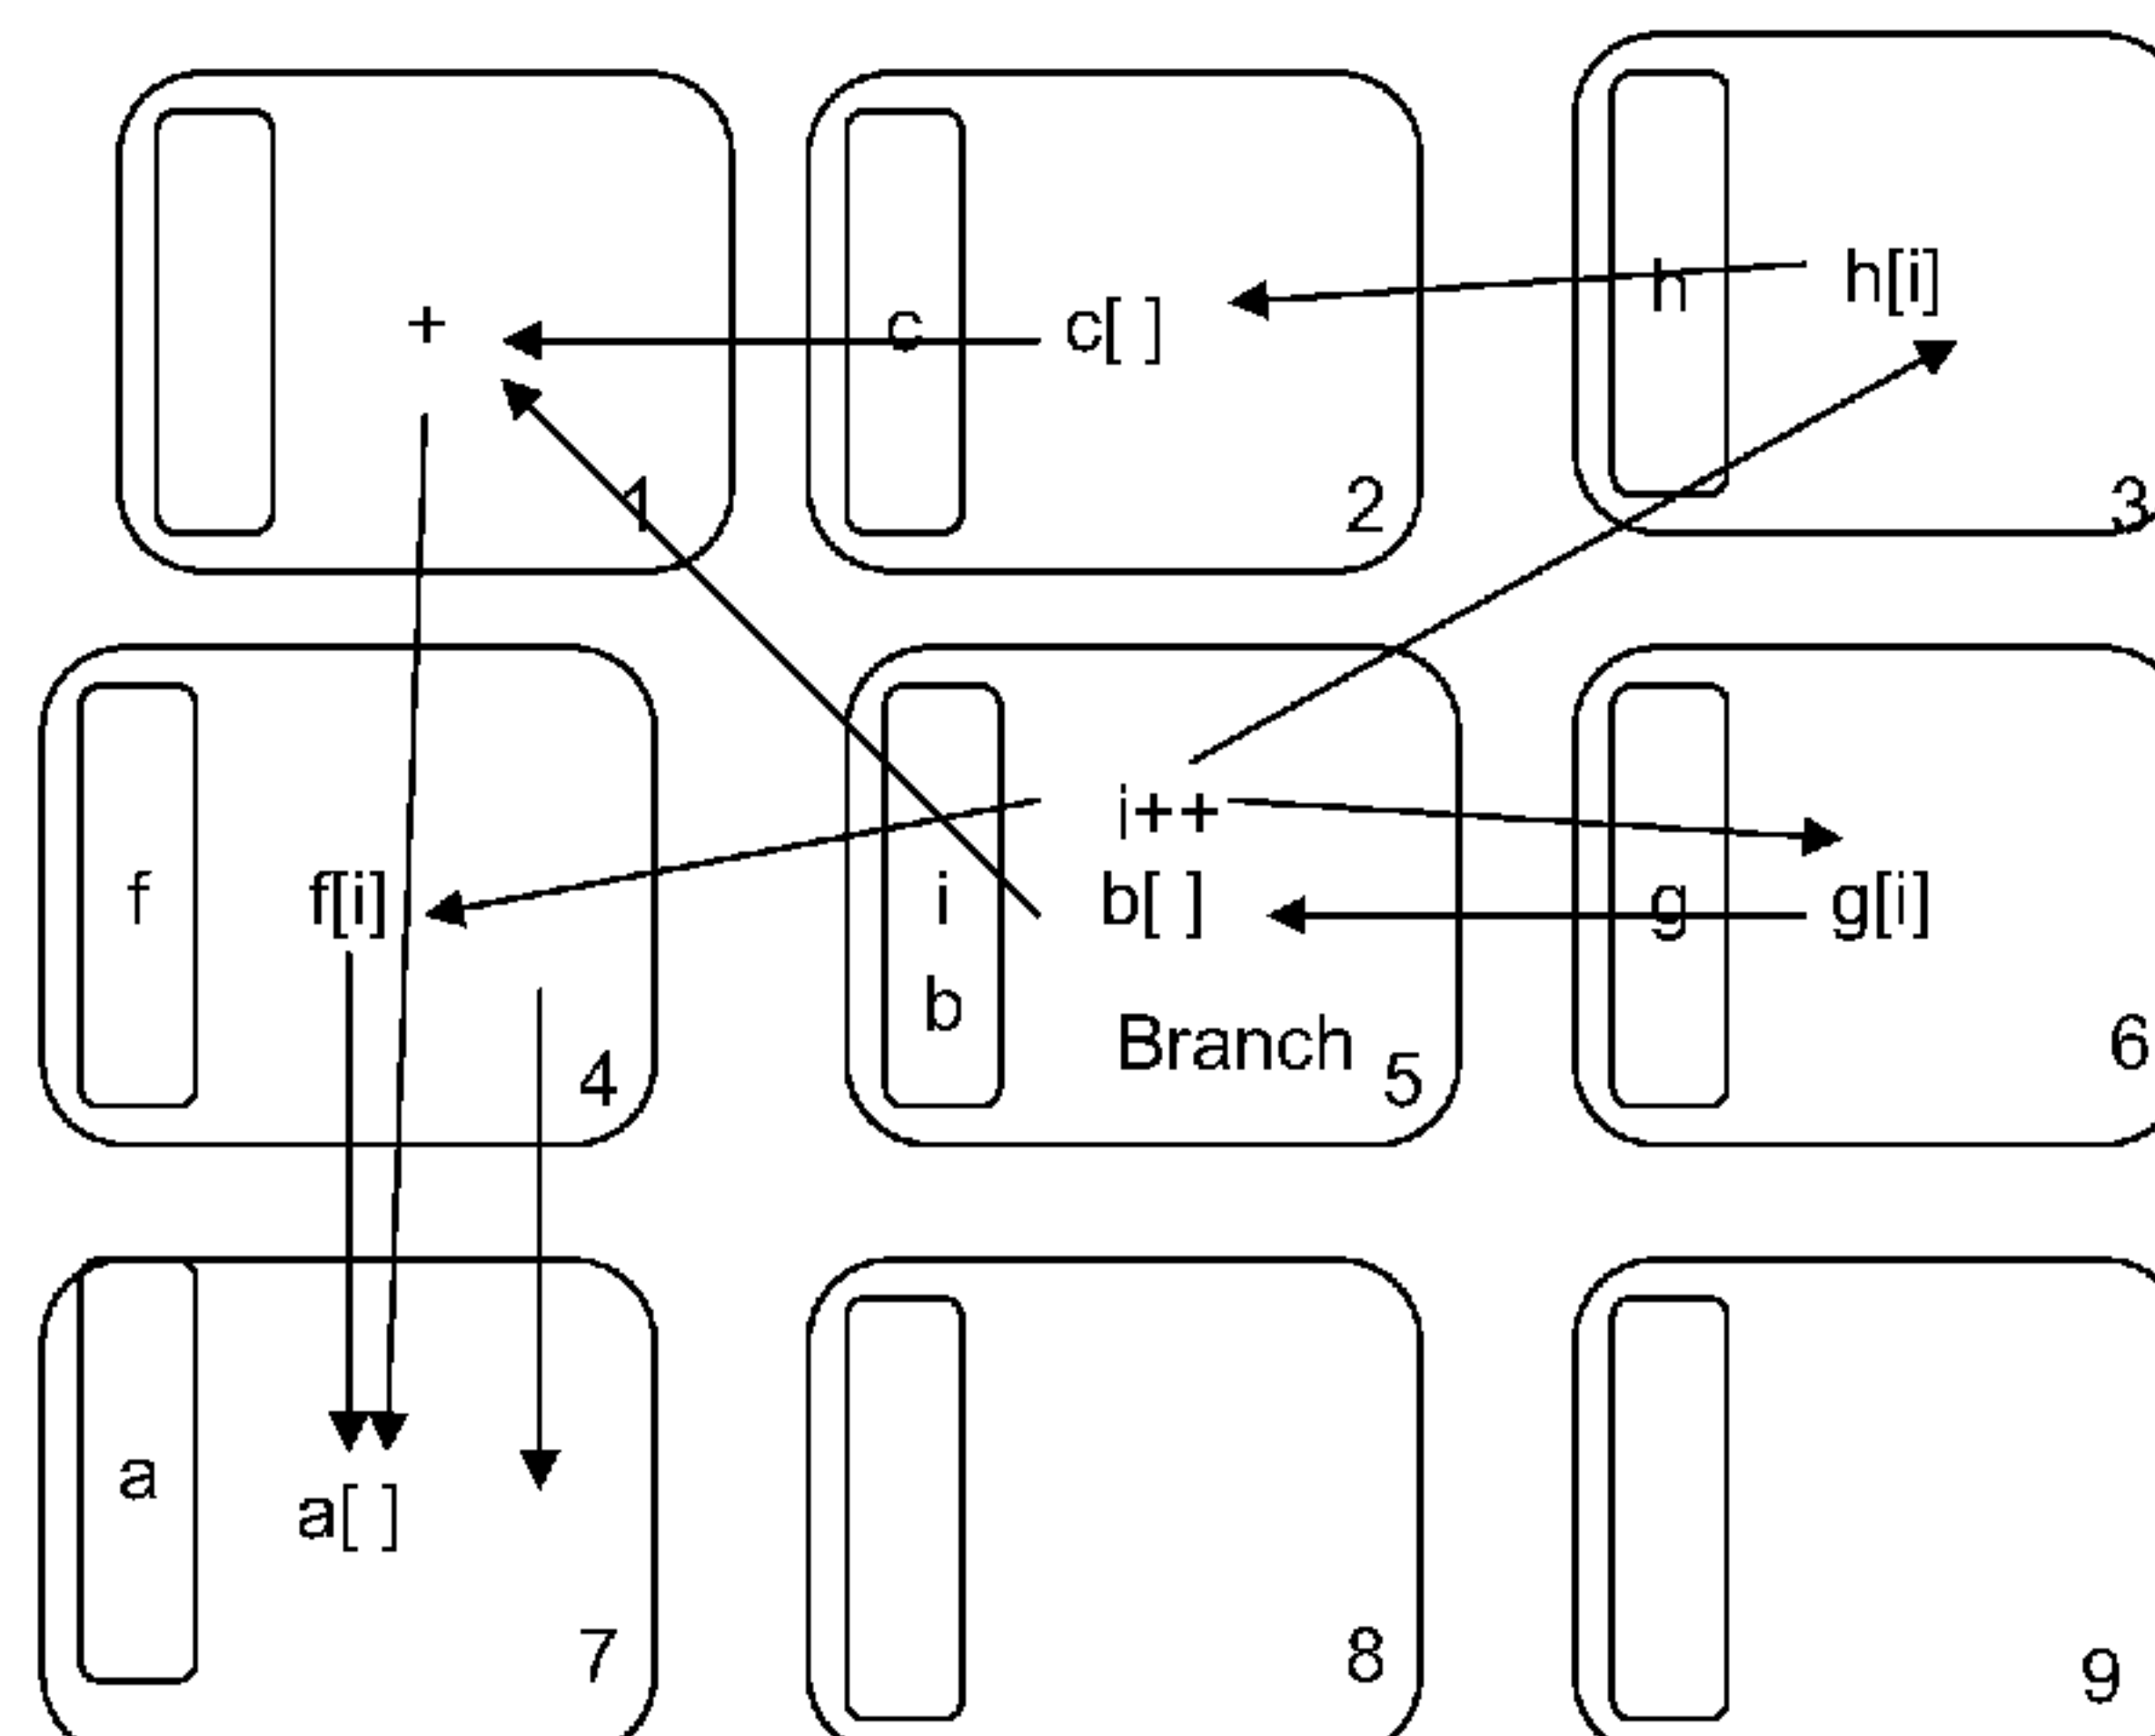 +
1
c
c[ ]
2
h
h[i]
3
f
f[i]
4
i
b
i++
b[ ]
Branch
5
g
g[i]
6
a
a[ ]
7
8
9